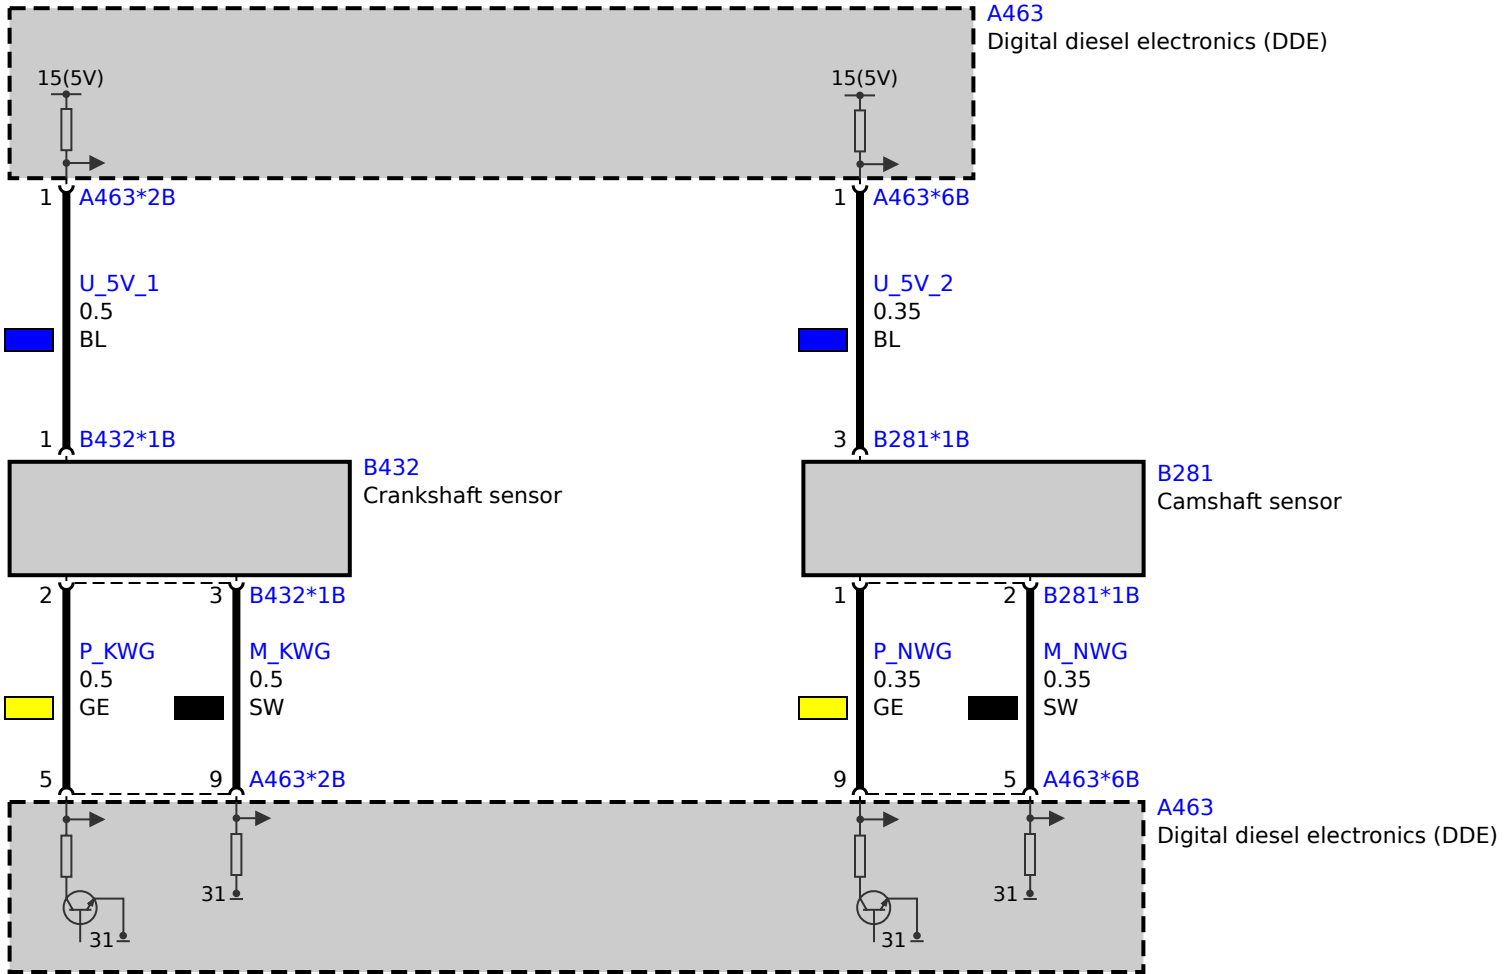 A463
Digital diesel electronics (DDE)
15(5V)
15(5V)
1 A463*2B
1 A463*6B
U_5V_1
0.5
BL
U_5V_2
0.35
BL
1 B432*1B
3 B281*1B
B432
Crankshaft sensor
B281
Camshaft sensor
2
3 B432*1B
1
2 B281*1B
P_KWG
0.5
GE
M_KWG
0.5
SW
P_NWG
0.35
GE
M_NWG
0.35
SW
5
9 A463*2B
9
5 A463*6B
A463
Digital diesel electronics (DDE)
31
31
31
31